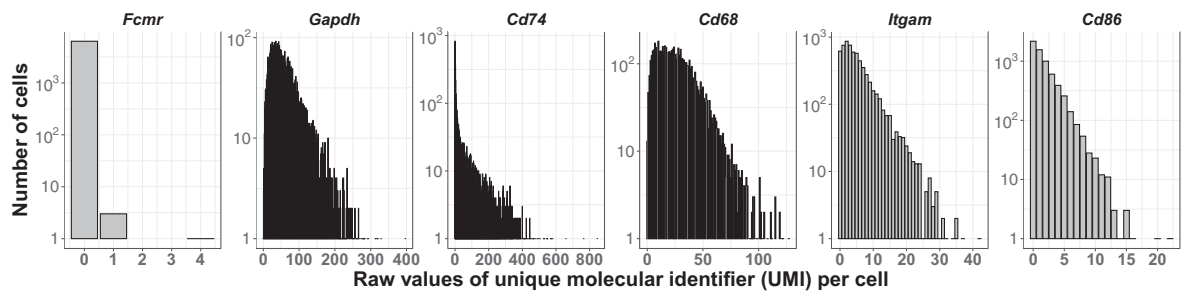 Fcmr Gapdh Cd74 Cd68 Itgam Cd86
Number of cells
10³ 10² 10 1
10² 10 1
10³ 10² 10 1
10² 10 1
10³ 10² 10 1
10³ 10² 10 1
0 1 2 3 4
0 100 200 300 400
0 200 400 600 800
0 50 100
0 10 20 30 40
0 5 10 15 20
Raw values of unique molecular identifier (UMI) per cell